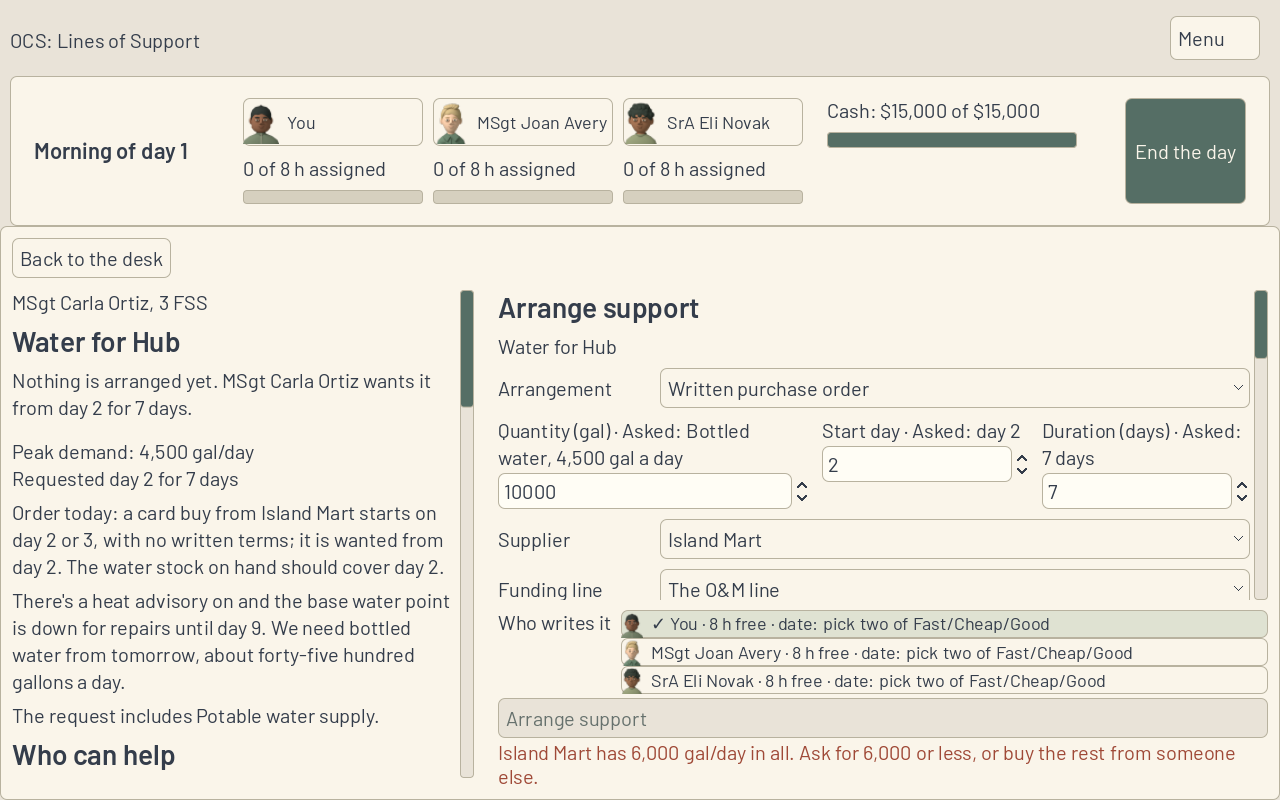 OCS: Lines of Support
Menu
Morning of day 1
You
MSgt Joan Avery
SrA Eli Novak
0 of 8 h assigned
0 of 8 h assigned
0 of 8 h assigned
Cash: $15,000 of $15,000
End the day
Back to the desk
MSgt Carla Ortiz, 3 FSS
Water for Hub
Nothing is arranged yet. MSgt Carla Ortiz wants it
from day 2 for 7 days.
Peak demand: 4,500 gal/day
Requested day 2 for 7 days
Order today: a card buy from Island Mart starts on
day 2 or 3, with no written terms; it is wanted from
day 2. The water stock on hand should cover day 2.
There's a heat advisory on and the base water point
is down for repairs until day 9. We need bottled
water from tomorrow, about forty-five hundred
gallons a day.
The request includes Potable water supply.
Who can help
Arrange support
Water for Hub
Arrangement
Written purchase order
Quantity (gal) · Asked: Bottled
water, 4,500 gal a day
10000
Start day · Asked: day 2
2
Duration (days) · Asked:
7 days
7
Supplier
Island Mart
Funding line
The O&M line
Who writes it
✓ You · 8 h free · date: pick two of Fast/Cheap/Good
MSgt Joan Avery · 8 h free · date: pick two of Fast/Cheap/Good
SrA Eli Novak · 8 h free · date: pick two of Fast/Cheap/Good
Arrange support
Island Mart has 6,000 gal/day in all. Ask for 6,000 or less, or buy the rest from someone
else.